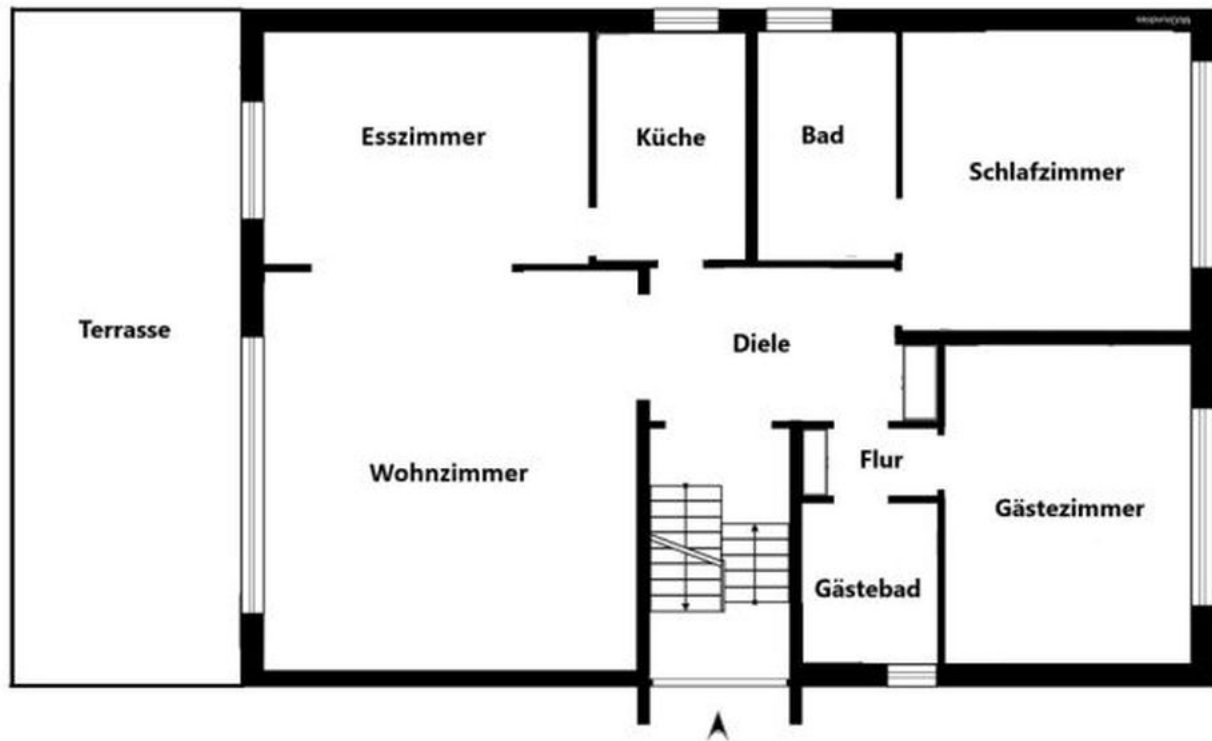 Esszimmer
Küche
Bad
Schlafzimmer
Terrasse
Diele
Wohnzimmer
Flur
Gästezimmer
Gästebad